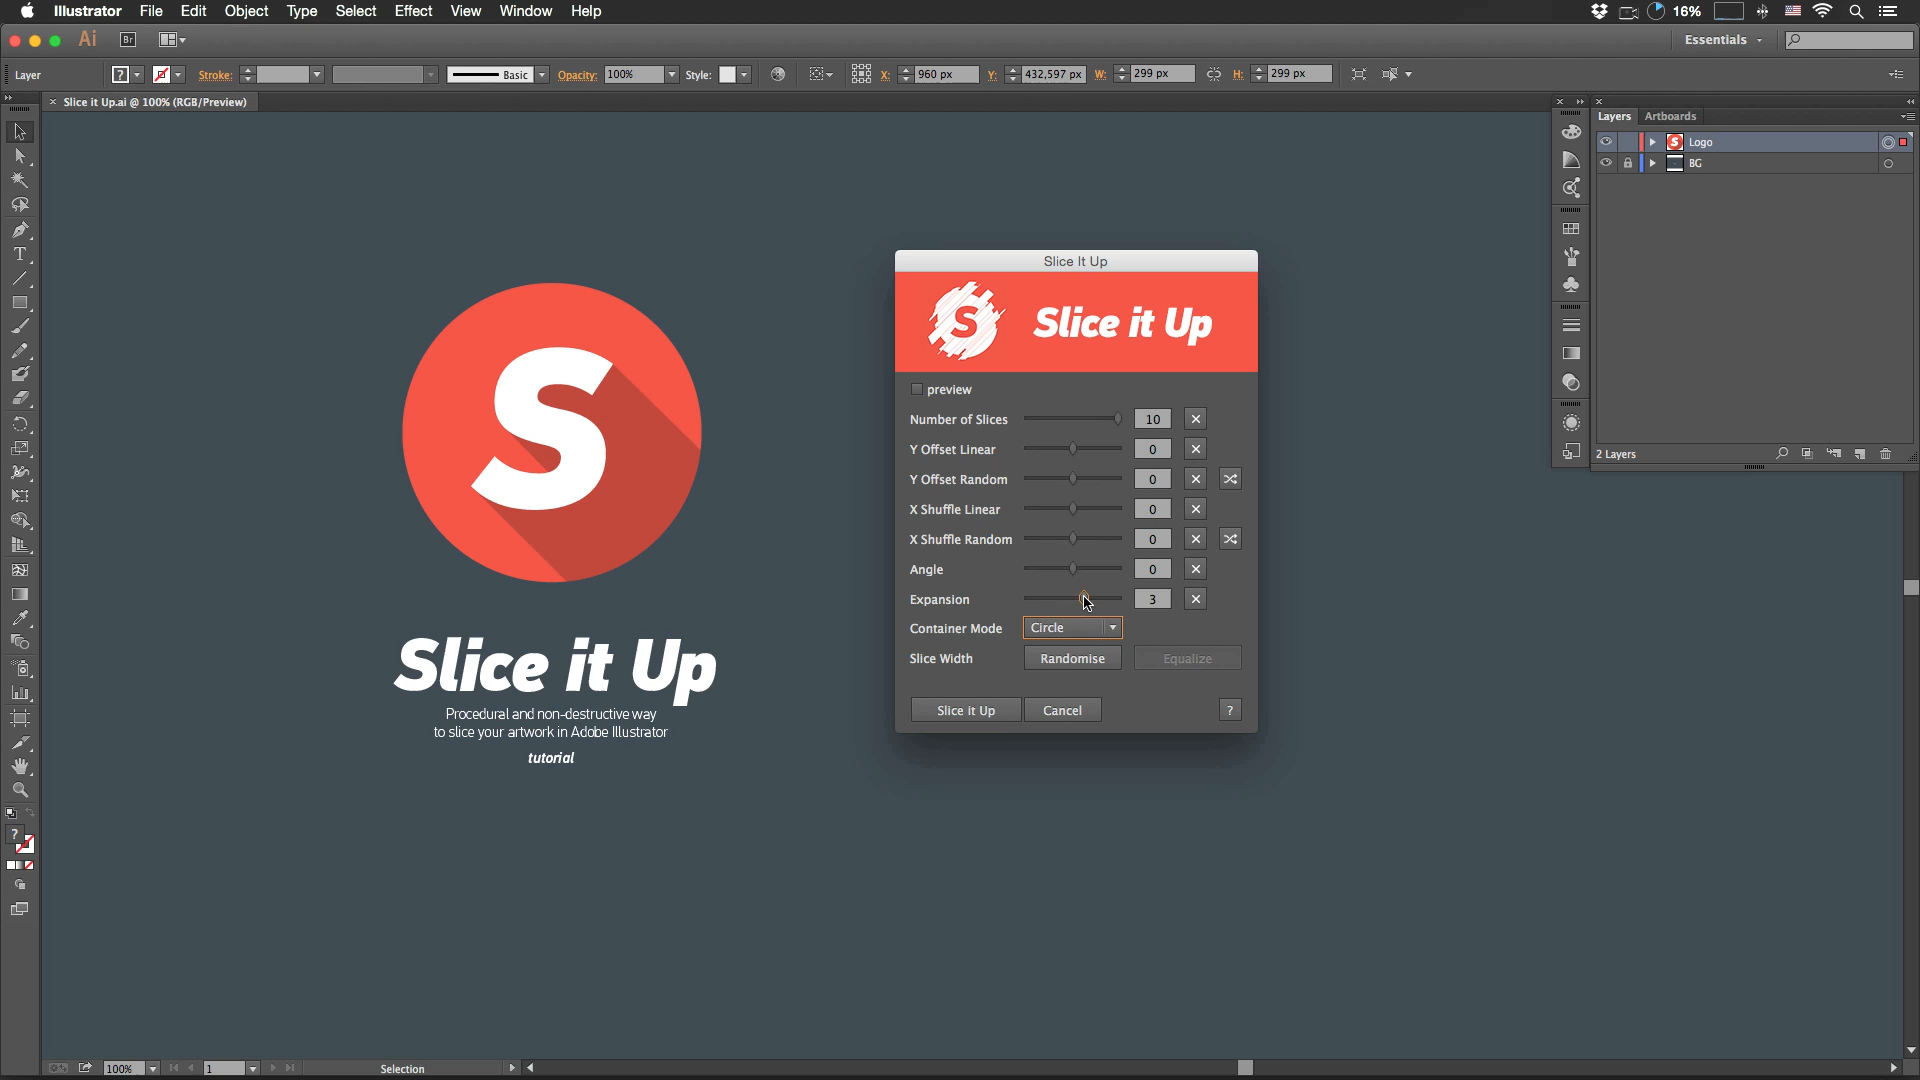 Illustrator File Edit Object Type Select Effect View Window Help 16%
Ai Br Essentials
Layer ? Stroke: Basic Opacity: 100% Style: X: 960 px Y: 432,597 px W: 299 px H: 299 px
× Slice it Up.ai @ 100% (RGB/Preview)
Layers Artboards
Logo
BG
2 Layers
S
Slice it Up
Procedural and non-destructive way
to slice your artwork in Adobe Illustrator
tutorial
Slice It Up
S Slice it Up
preview
Number of Slices 10 ×
Y Offset Linear 0 ×
Y Offset Random 0 ×
X Shuffle Linear 0 ×
X Shuffle Random 0 ×
Angle 0 ×
Expansion 3 ×
Container Mode Circle
Slice Width Randomise Equalize
Slice it Up Cancel ?
?
100% 1 Selection